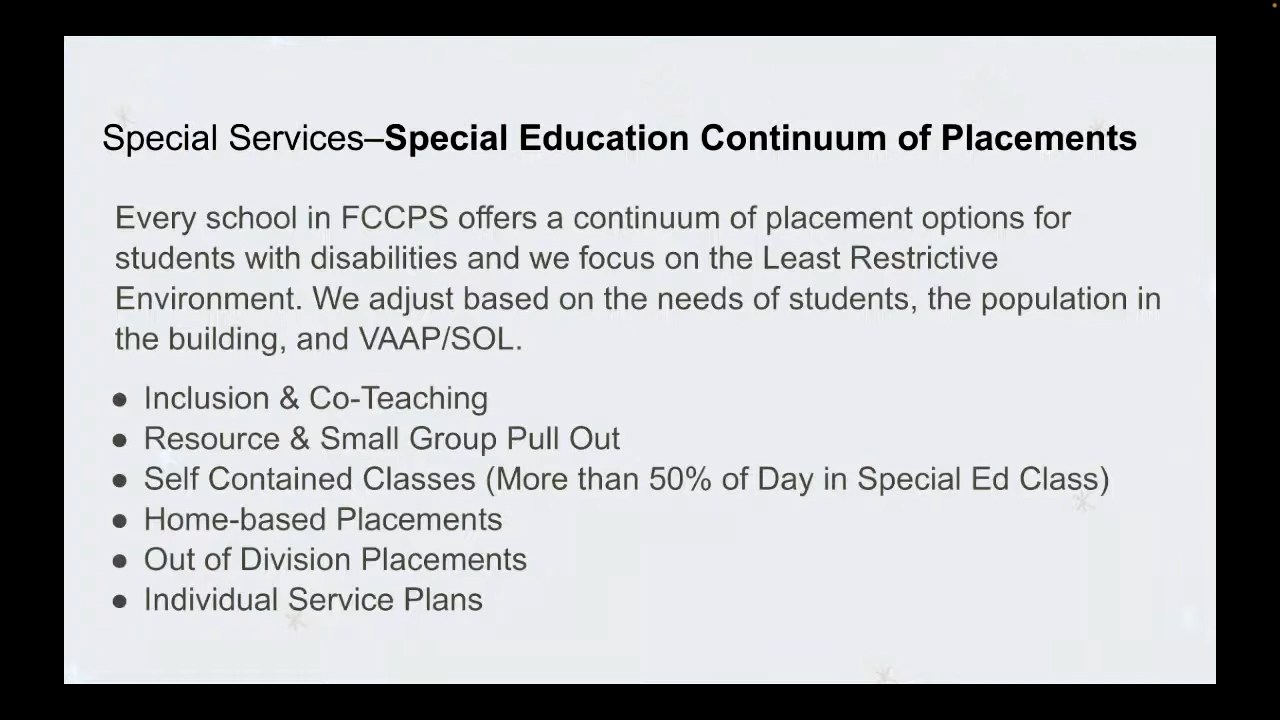 Special Services–Special Education Continuum of Placements
Every school in FCCPS offers a continuum of placement options for
students with disabilities and we focus on the Least Restrictive
Environment. We adjust based on the needs of students, the population in
the building, and VAAP/SOL.
● Inclusion & Co-Teaching
● Resource & Small Group Pull Out
● Self Contained Classes (More than 50% of Day in Special Ed Class)
● Home-based Placements
● Out of Division Placements
● Individual Service Plans